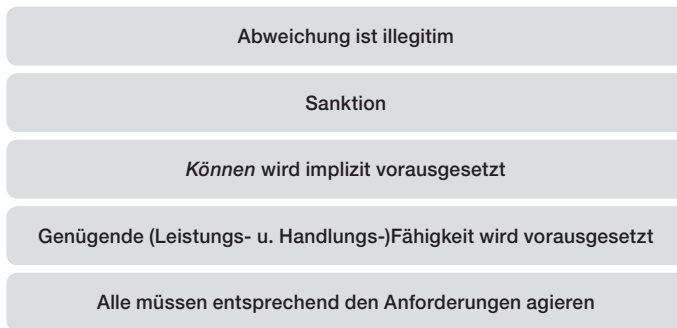 Abweichung ist illegitim
Sanktion
Können wird implizit vorausgesetzt
Genügende (Leistungs- u. Handlungs-)Fähigkeit wird vorausgesetzt
Alle müssen entsprechend den Anforderungen agieren